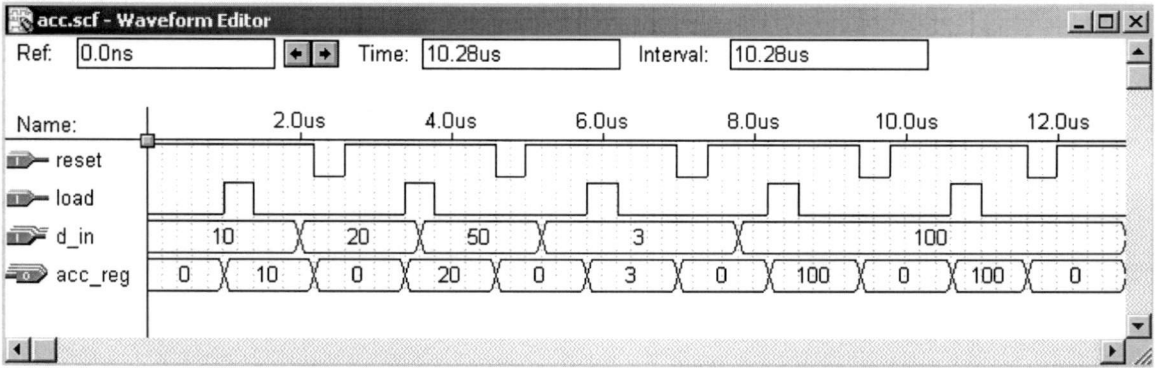 acc.scf - Waveform Editor
Ref: 0.0ns Time: 10.28us Interval: 10.28us
Name: 2.0us 4.0us 6.0us 8.0us 10.0us 12.0us
reset
load
d_in 10 20 50 3 100
acc_reg 0 10 0 20 0 3 0 100 0 100 0